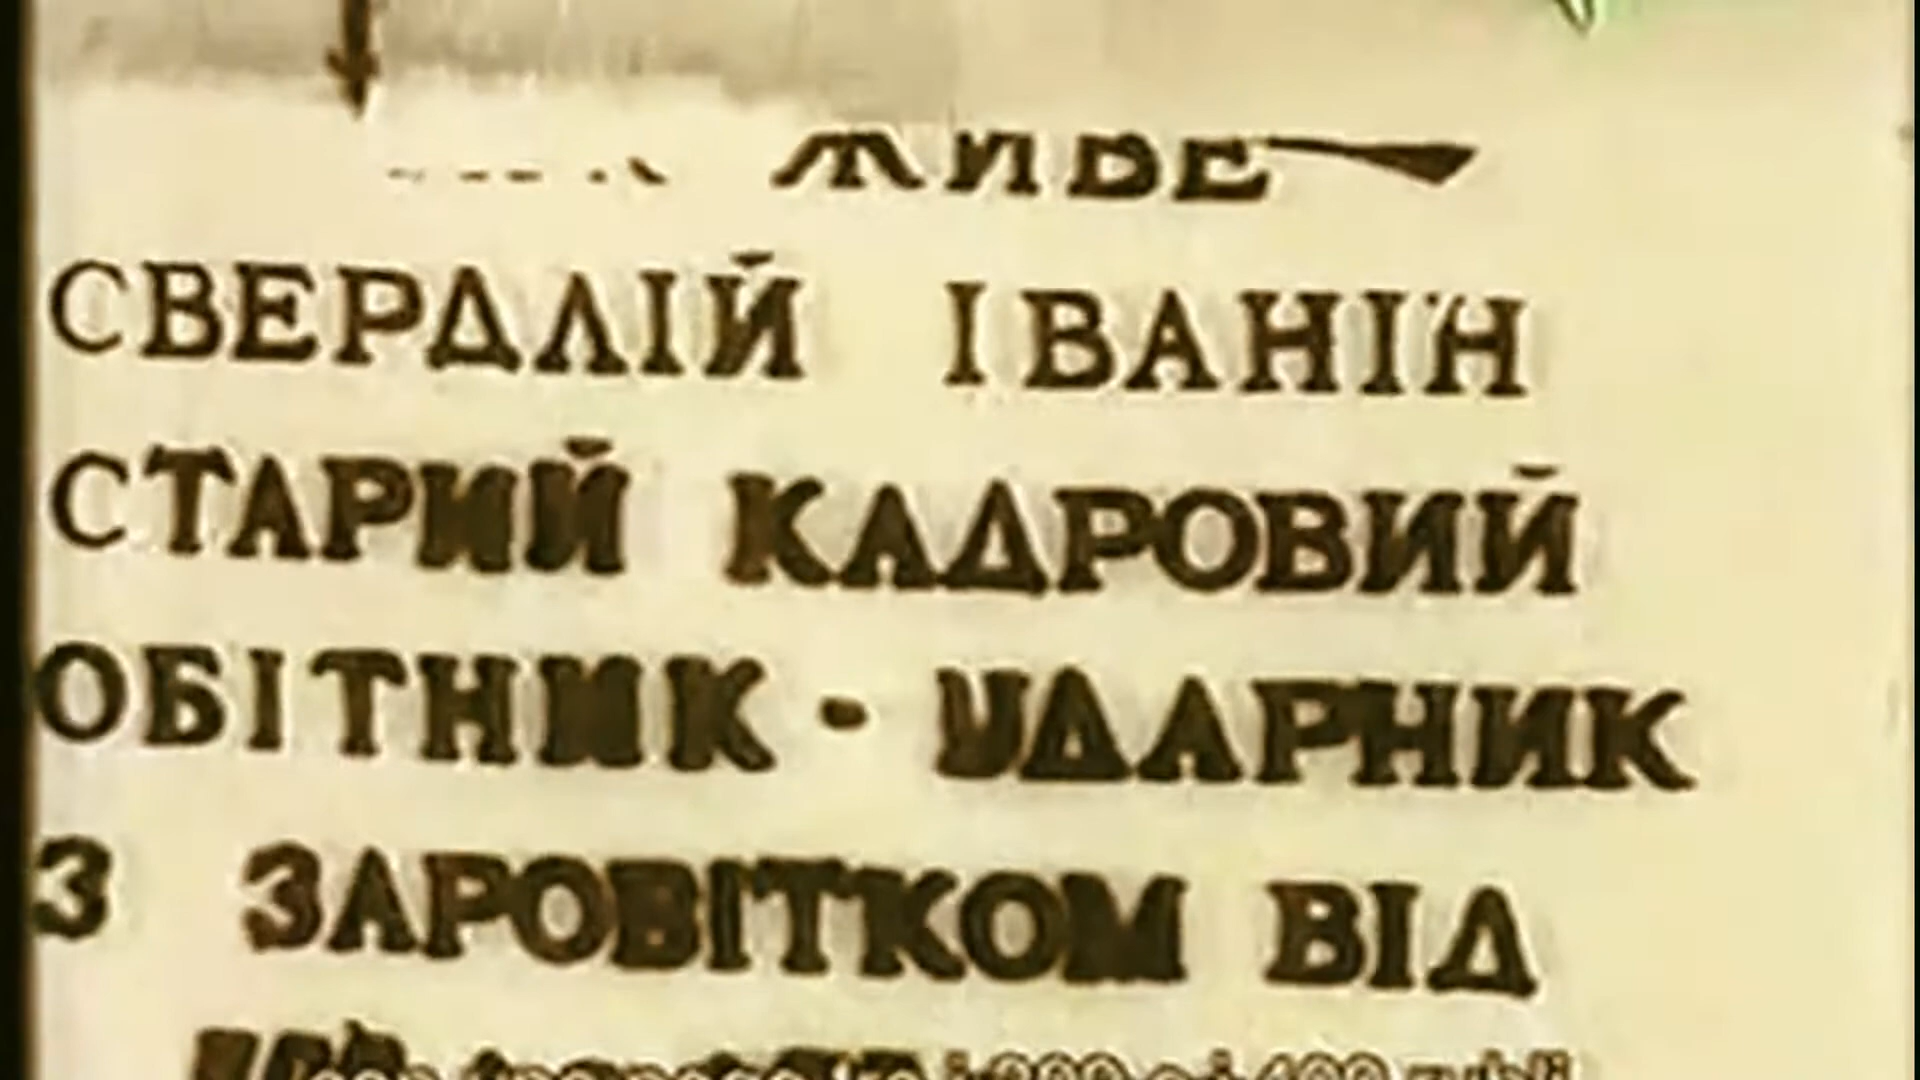 ЖИВЕ
СВЕРДЛІЙ ІВАНІН
СТАРИЙ КАДРОВИЙ
ОБІТНИК - УДАРНИК
З ЗАРОВІТКОМ ВІД